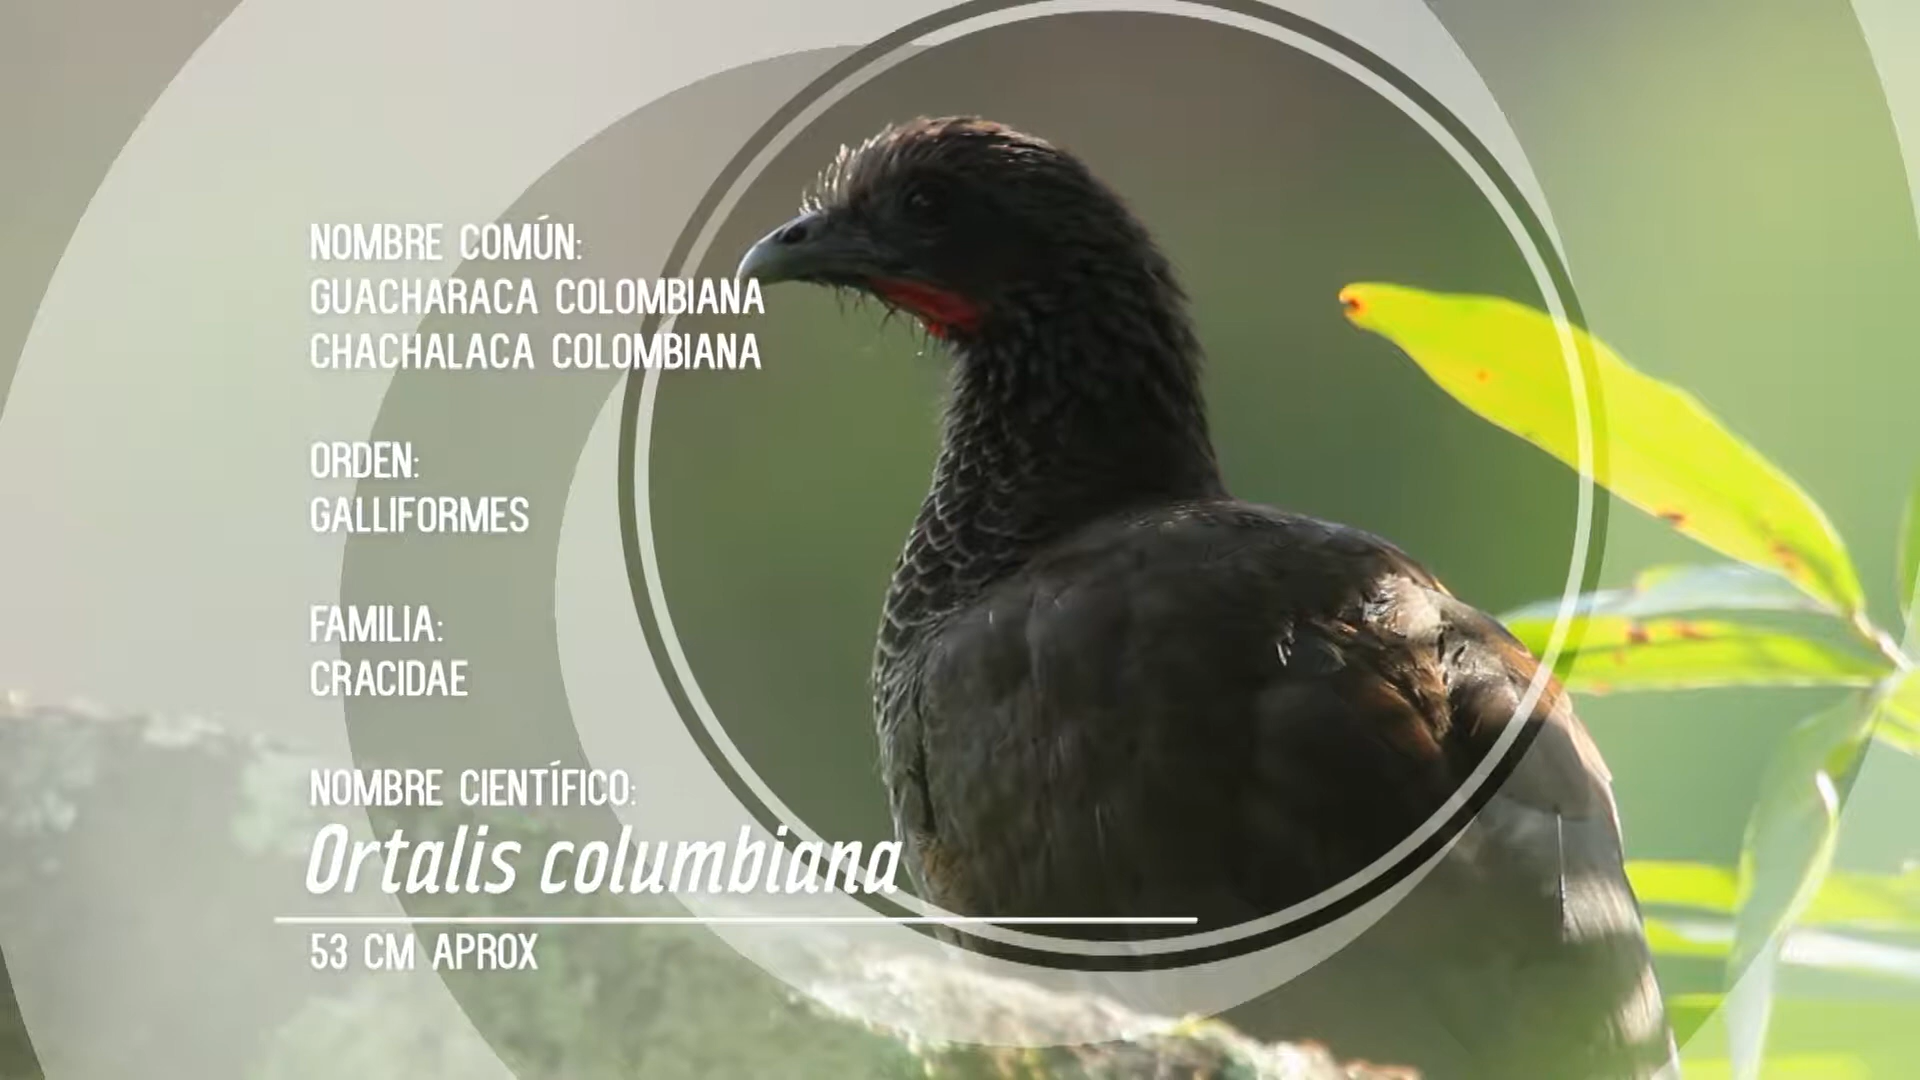 NOMBRE COMÚN:
GUACHARACA COLOMBIANA
CHACHALACA COLOMBIANA
ORDEN:
GALLIFORMES
FAMILIA:
CRACIDAE
NOMBRE CIENTÍFICO:
Ortalis columbiana
53 CM APROX